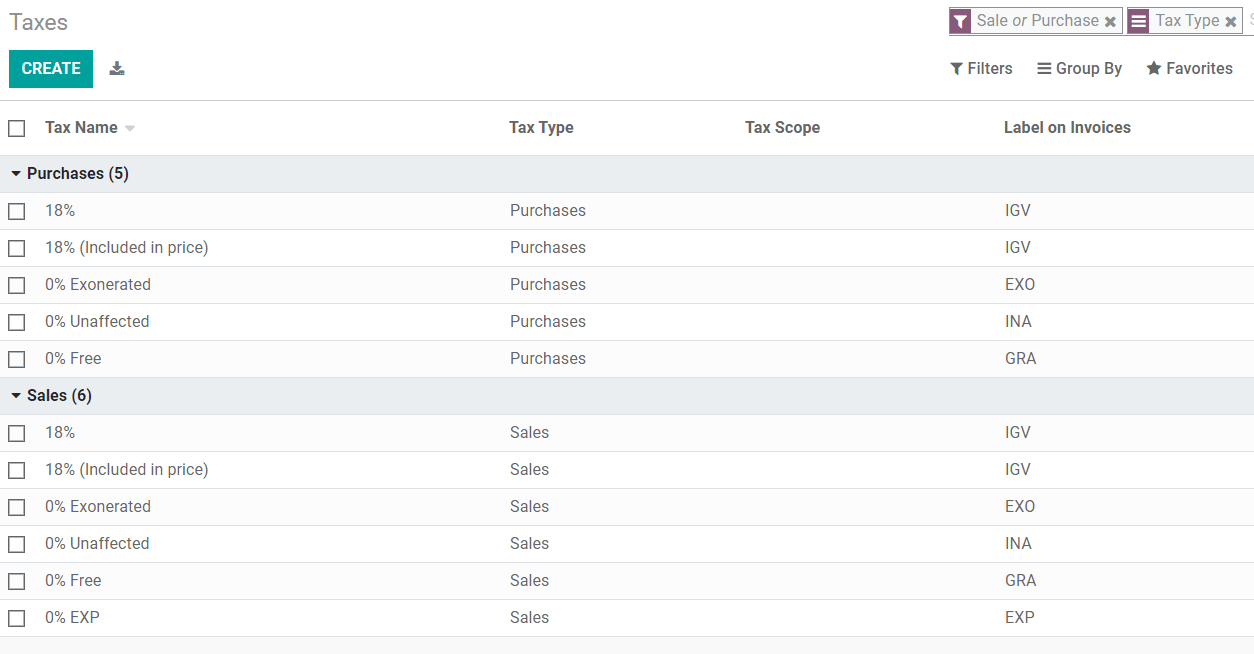 Taxes
Sale or Purchase Tax Type
CREATE Filters Group By Favorites
Tax Name Tax Type Tax Scope Label on Invoices
Purchases (5)
18% Purchases IGV
18% (Included in price) Purchases IGV
0% Exonerated Purchases EXO
0% Unaffected Purchases INA
0% Free Purchases GRA
Sales (6)
18% Sales IGV
18% (Included in price) Sales IGV
0% Exonerated Sales EXO
0% Unaffected Sales INA
0% Free Sales GRA
0% EXP Sales EXP